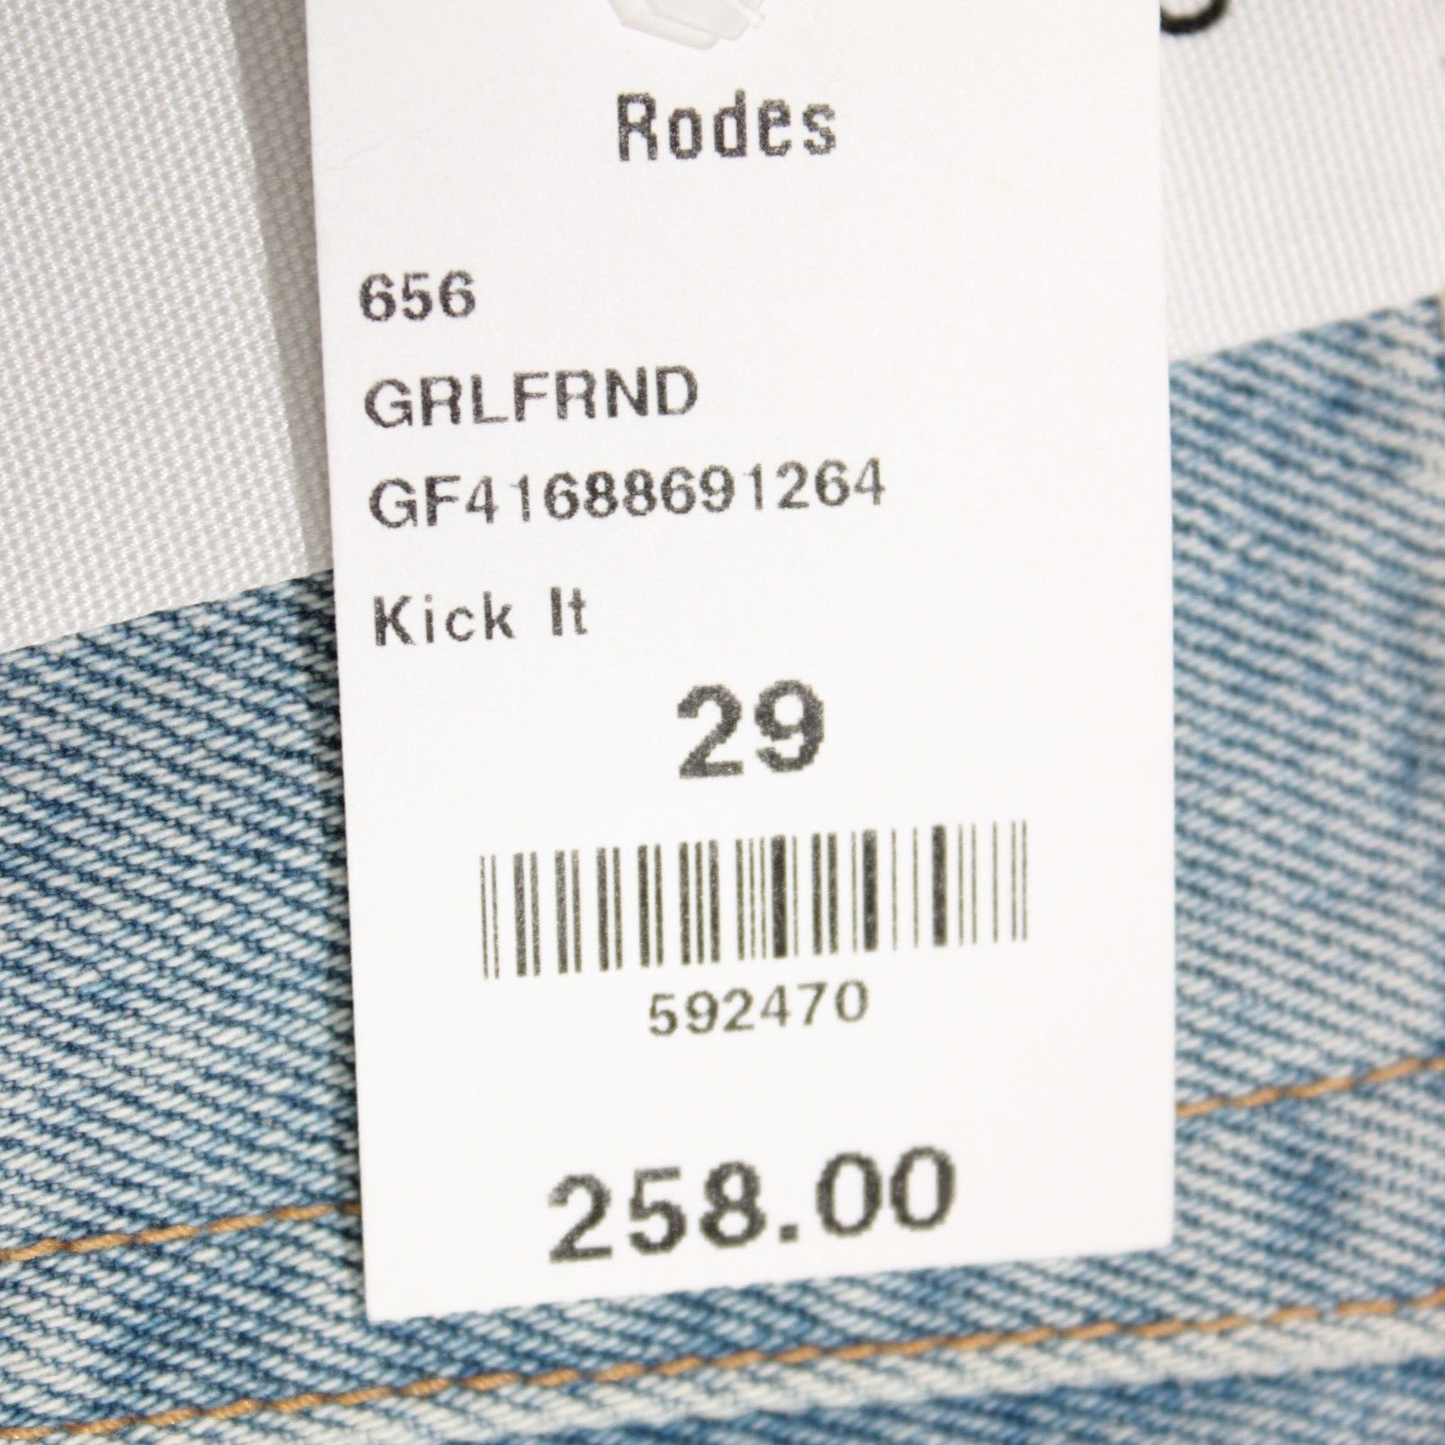 Rodes
656
GRLFRND
GF41688691264
Kick It
29
592470
258.00